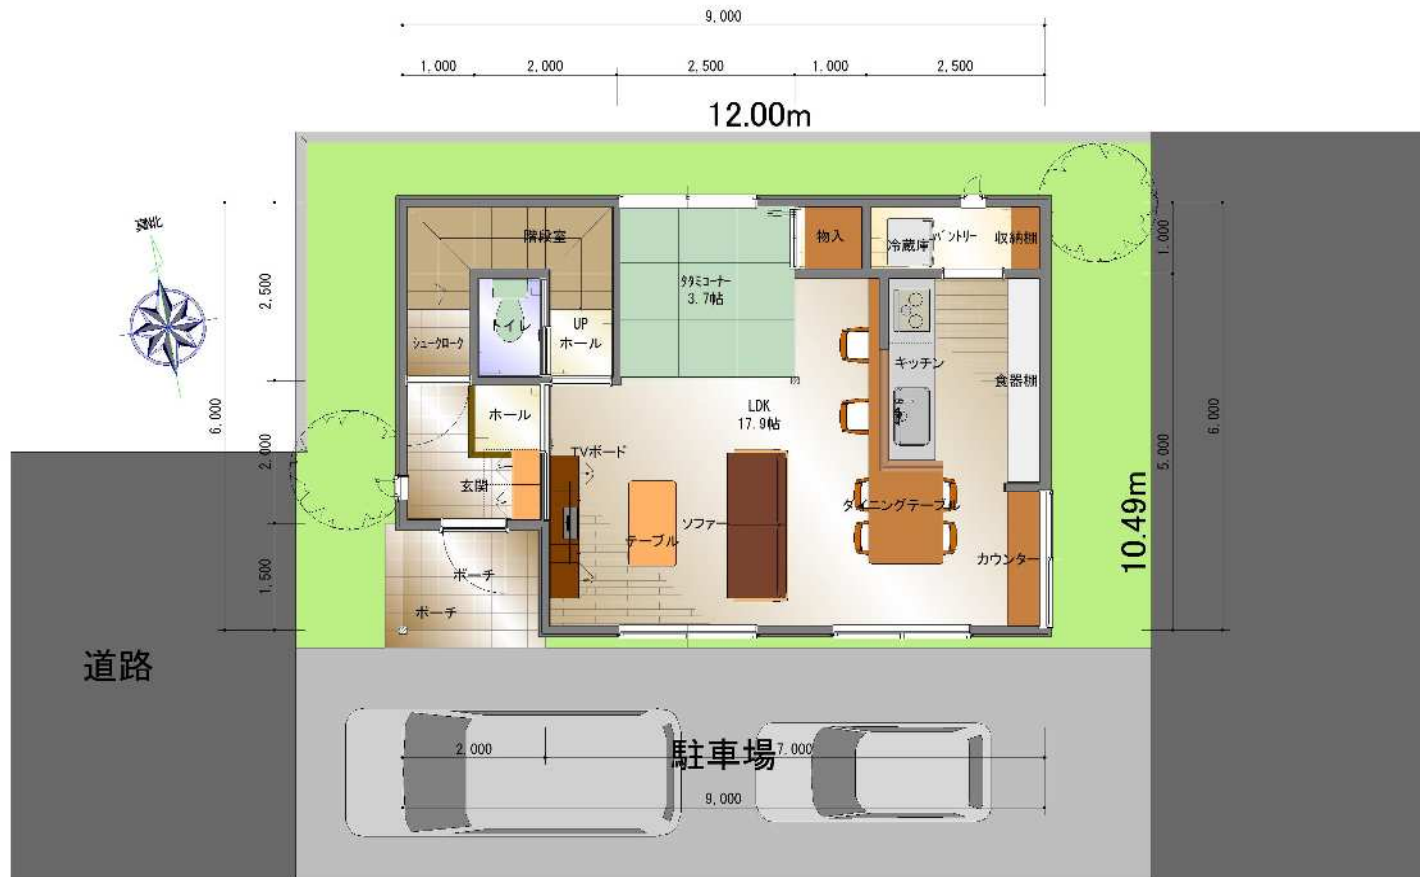 9,000
1,000
2,000
2,500
1,000
2,500
12.00m
真北
階段室
物入
冷蔵庫
パントリー
収納棚
1,000
2,500
タタミコーナー
3.7帖
トイレ
UP
ホール
シュークローク
キッチン
食器棚
6,000
ホール
LDK
17.9帖
6,000
5,000
2,000
TVボード
玄関
ダイニングテーブル
ソファー
テーブル
カウンター
10.49m
1,500
ポーチ
ポーチ
道路
2,000
駐車場
7,000
9,000